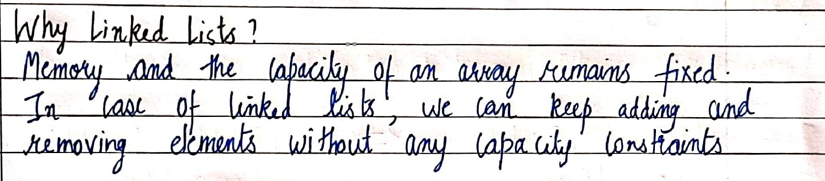 Why Linked Lists?
Memory and the capacity of an array remains fixed.
In case of linked lists, we can keep adding and
removing elements without any capacity constraints